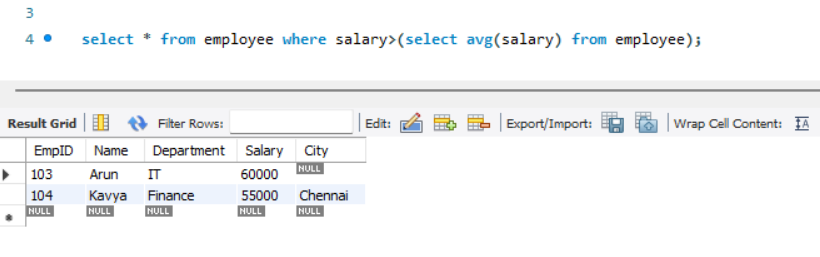 3
4 select * from employee where salary>(select avg(salary) from employee);
Result Grid Filter Rows: Edit: Export/Import: Wrap Cell Content:
EmpID Name Department Salary City
103 Arun IT 60000 NULL
104 Kavya Finance 55000 Chennai
NULL NULL NULL NULL NULL